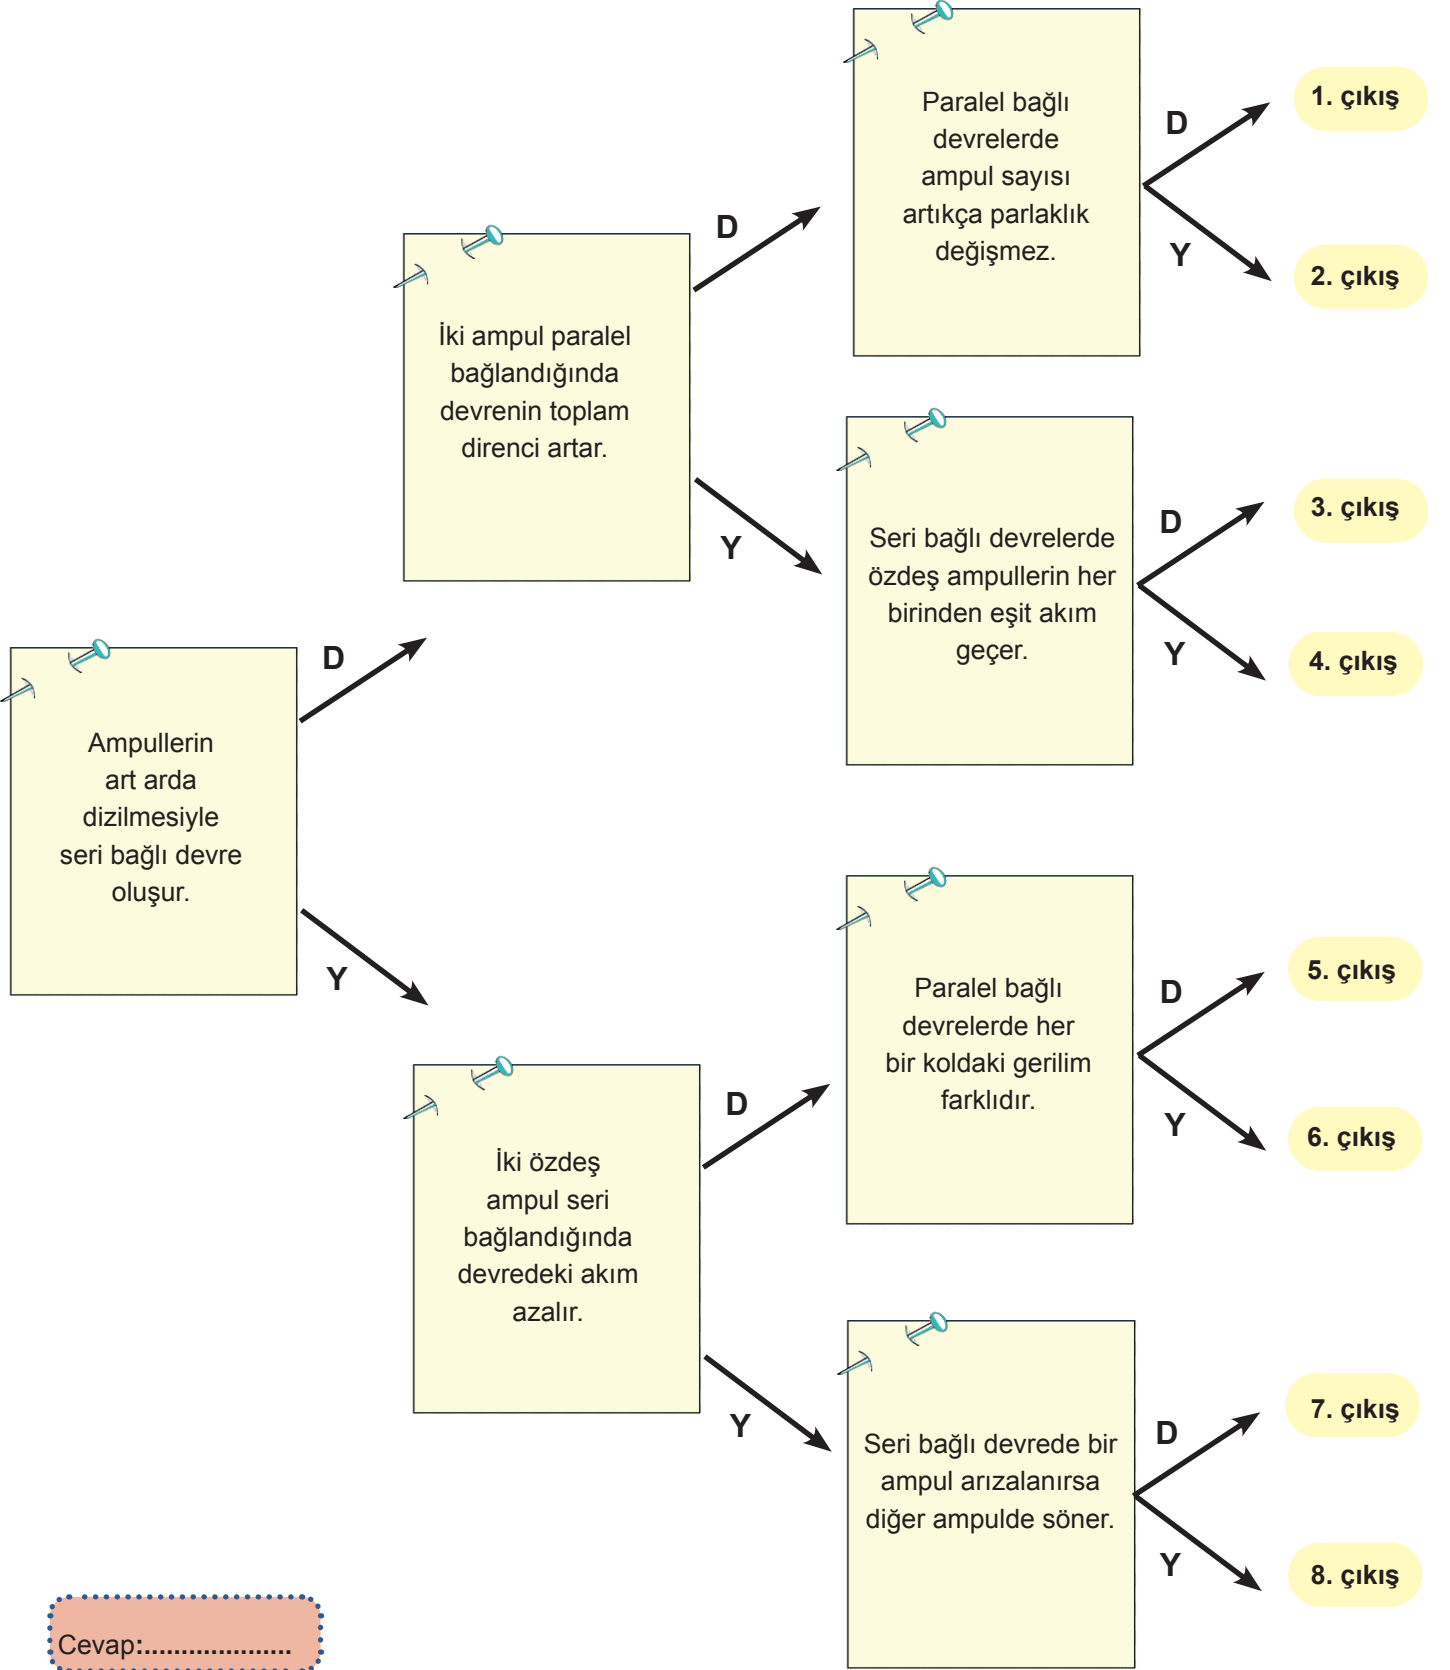 Paralel bağlı
devrelerde
ampul sayısı
artıkça parlaklık
değişmez.
D
Y
1. çıkış
2. çıkış
İki ampul paralel
bağlandığında
devrenin toplam
direnci artar.
D
Y
Seri bağlı devrelerde
özdeş ampullerin her
birinden eşit akım
geçer.
D
Y
3. çıkış
4. çıkış
Ampullerin
art arda
dizilmesiyle
seri bağlı devre
oluşur.
D
Y
Paralel bağlı
devrelerde her
bir koldaki gerilim
farklıdır.
D
Y
5. çıkış
6. çıkış
İki özdeş
ampul seri
bağlandığında
devredeki akım
azalır.
D
Y
Seri bağlı devrede bir
ampul arızalanırsa
diğer ampulde söner.
D
Y
7. çıkış
8. çıkış
Cevap:....................